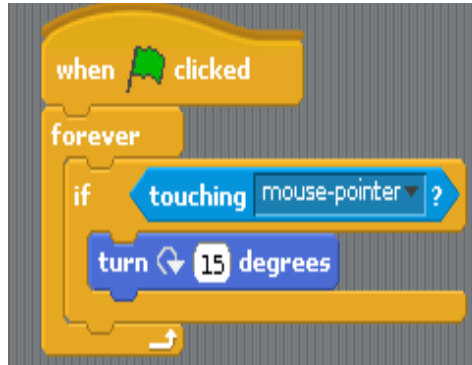 when clicked
forever
if touching mouse-pointer ?
turn 15 degrees